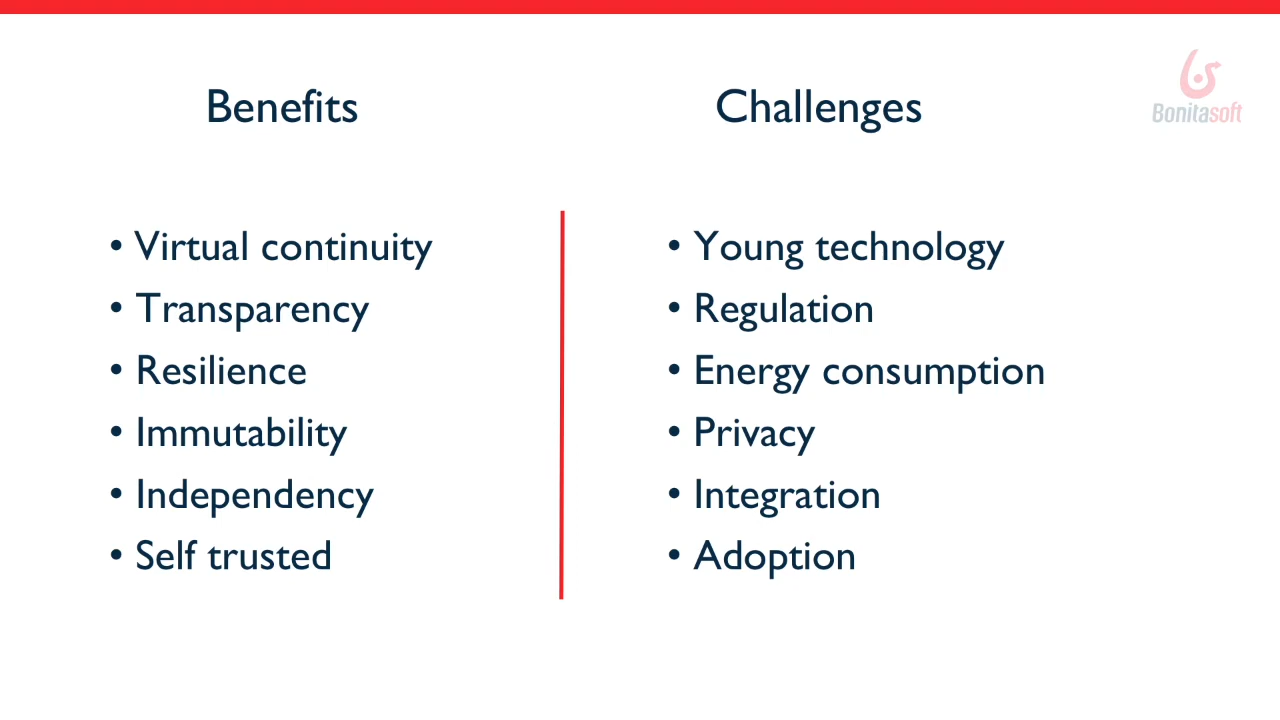 Benefits
Challenges
Bonitasoft
• Virtual continuity
• Transparency
• Resilience
• Immutability
• Independency
• Self trusted
• Young technology
• Regulation
• Energy consumption
• Privacy
• Integration
• Adoption